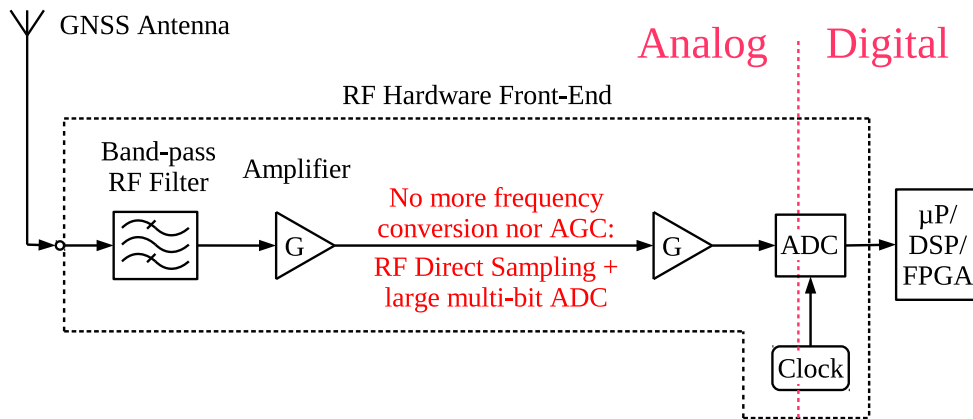 GNSS Antenna
Analog
Digital
RF Hardware Front-End
Band-pass
RF Filter
Amplifier
No more frequency
conversion nor AGC:
RF Direct Sampling +
large multi-bit ADC
G
G
ADC
µP/
DSP/
FPGA
Clock